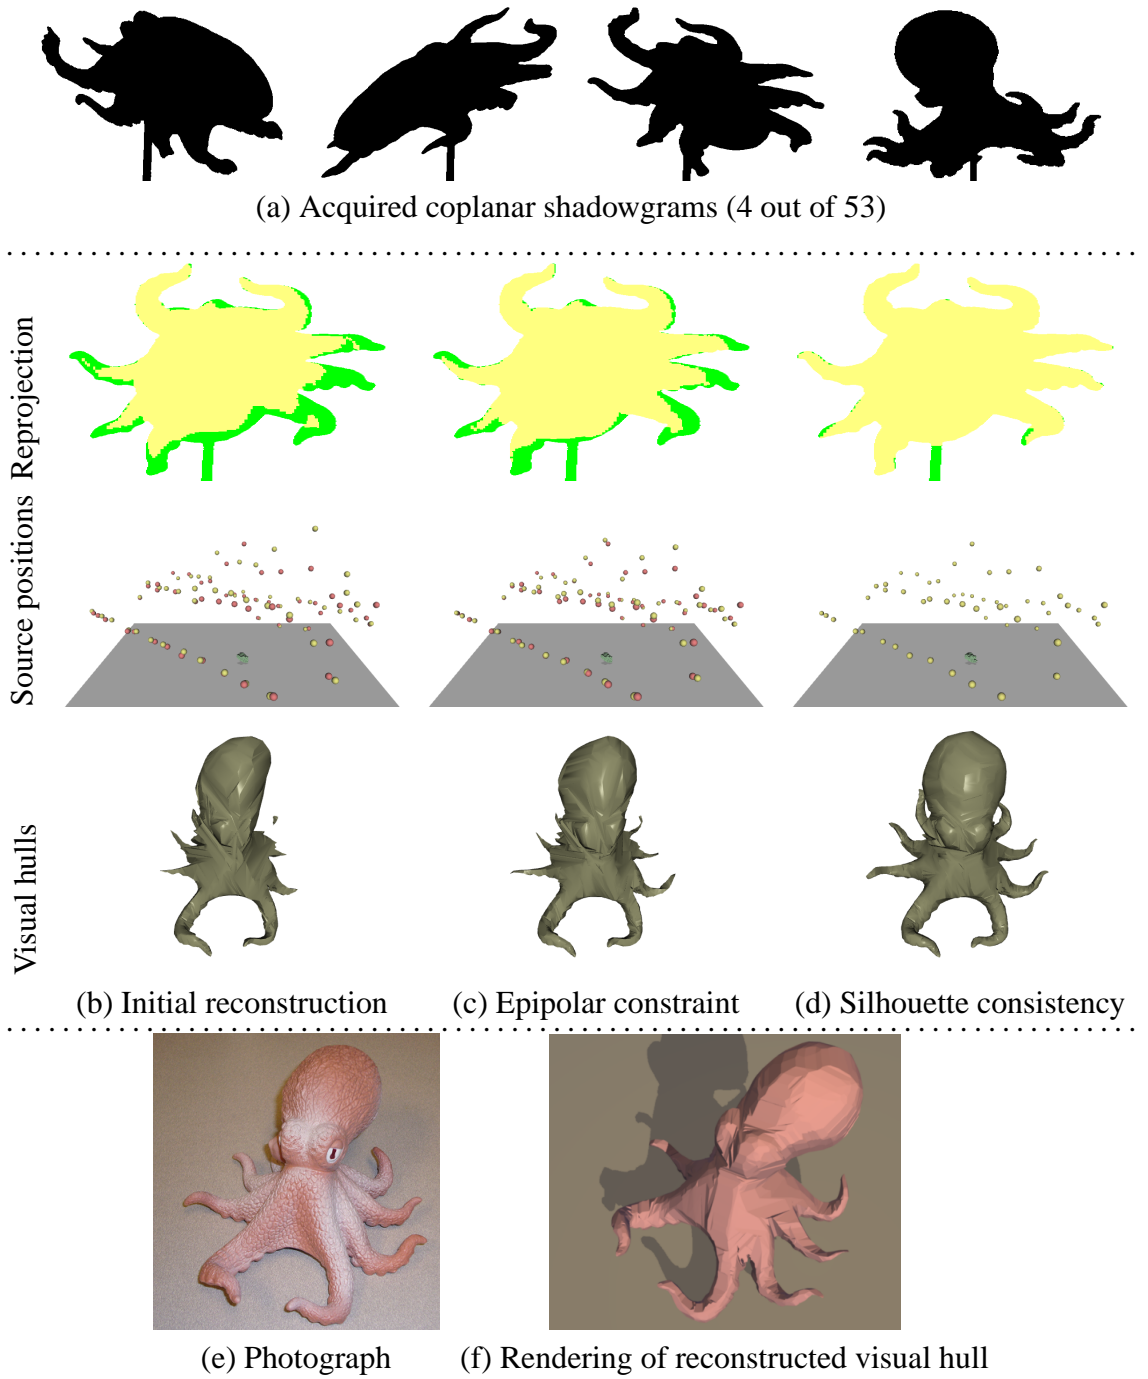 (a) Acquired coplanar shadowgrams (4 out of 53)
Reprojection
Source positions
Visual hulls
(b) Initial reconstruction
(c) Epipolar constraint
(d) Silhouette consistency
(e) Photograph
(f) Rendering of reconstructed visual hull